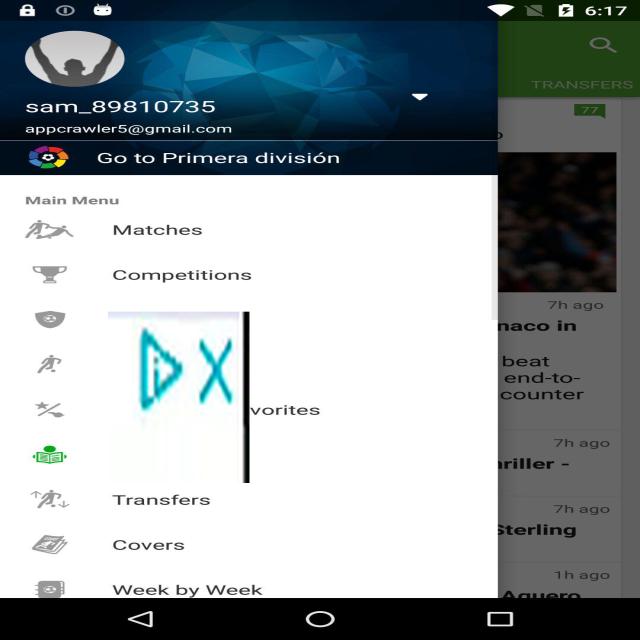 6:17
sam_89810735
appcrawler5@gmail.com
Go to Primera división
TRANSFERS
77
Main Menu
Matches
Competitions
X
vorites
Transfers
Covers
Week by Week
7h ago
naco in
beat
end-to-
counter
7h ago
riller -
7h ago
Sterling
1h ago
Aguero